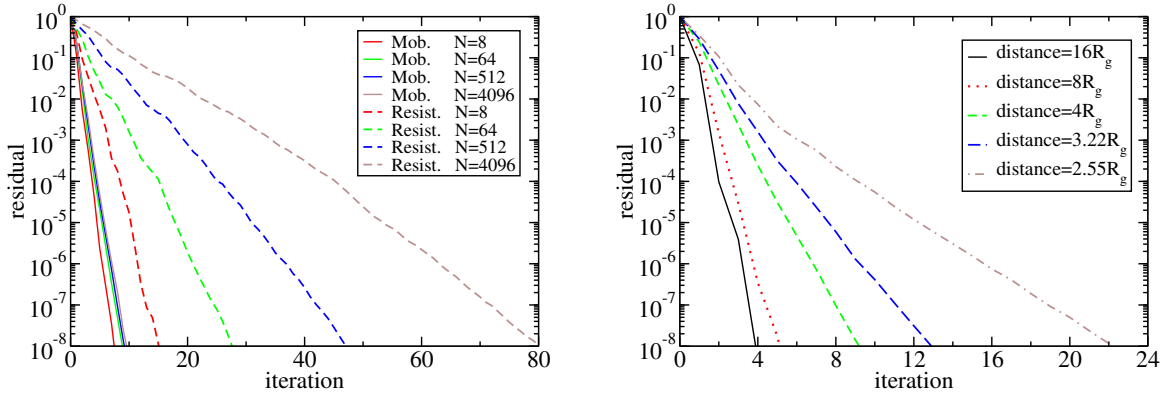 10^0
10^-1
10^-2
10^-3
10^-4
10^-5
10^-6
10^-7
10^-8
residual
0 20 40 60 80
iteration
Mob. N=8
Mob. N=64
Mob. N=512
Mob. N=4096
Resist. N=8
Resist. N=64
Resist. N=512
Resist. N=4096
10^0
10^-1
10^-2
10^-3
10^-4
10^-5
10^-6
10^-7
10^-8
residual
0 4 8 12 16 20 24
iteration
distance=16R_g
distance=8R_g
distance=4R_g
distance=3.22R_g
distance=2.55R_g